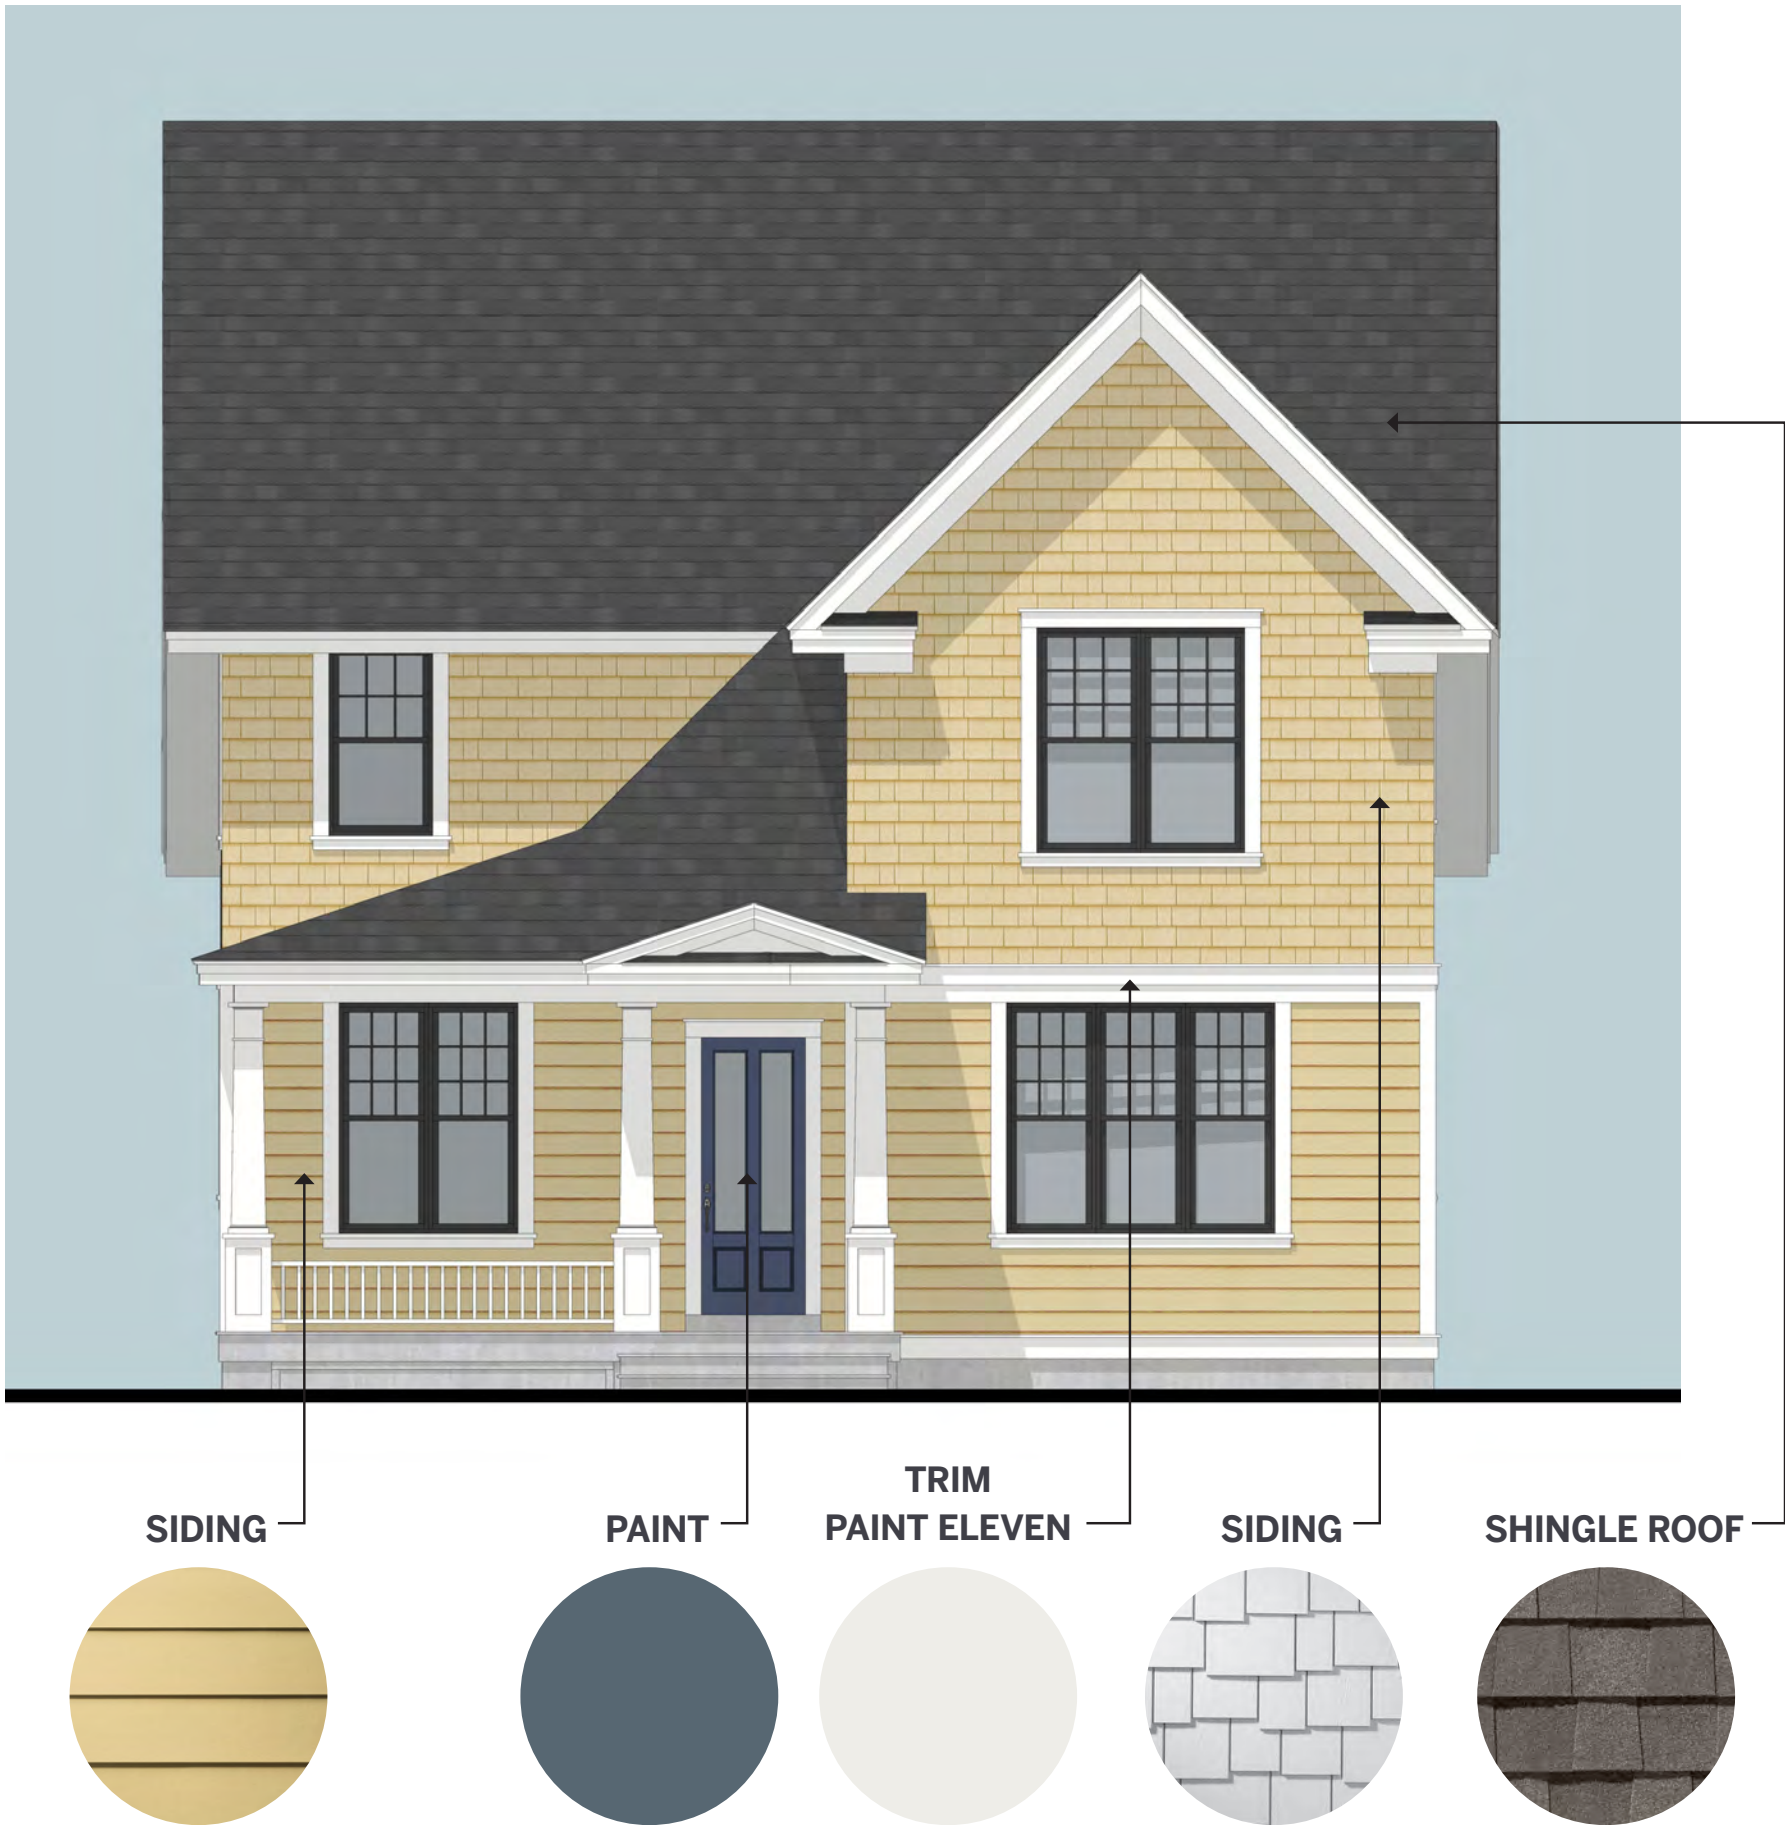 SIDING
PAINT
TRIM
PAINT ELEVEN
SIDING
SHINGLE ROOF